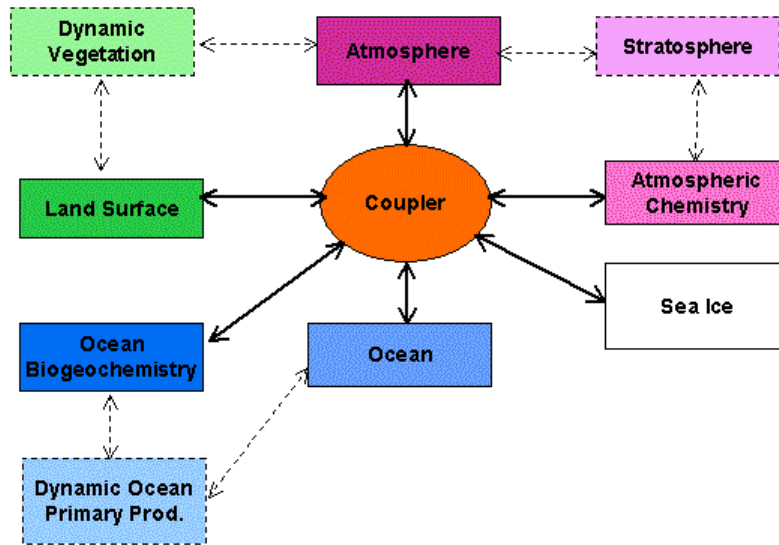 Dynamic
Vegetation
Atmosphere
Stratosphere
Land Surface
Coupler
Atmospheric
Chemistry
Sea Ice
Ocean
Biogeochemistry
Ocean
Dynamic Ocean
Primary Prod.